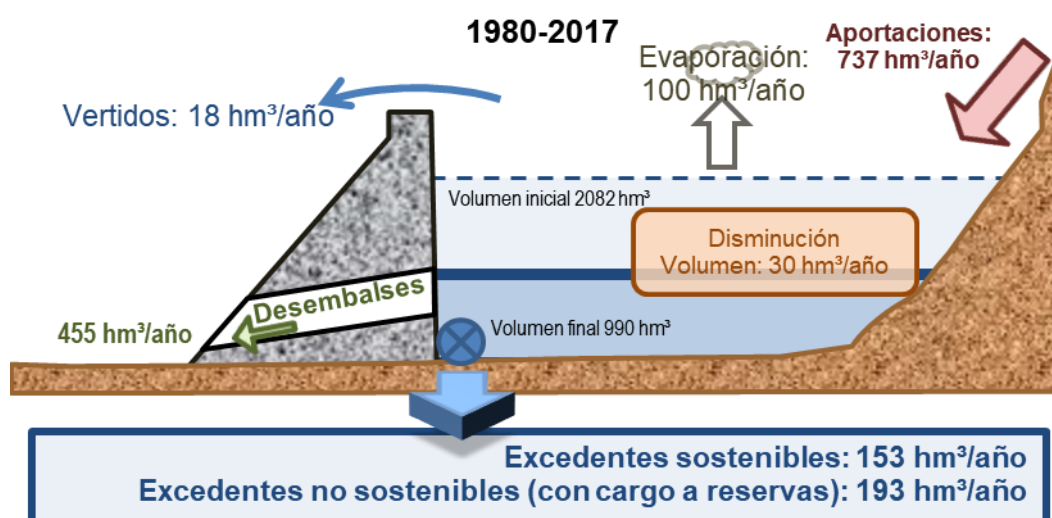 1980-2017
Aportaciones:
737 hm³/año
Evaporación:
100 hm³/año
Vertidos: 18 hm³/año
Volumen inicial 2082 hm³
Disminución
Volumen: 30 hm³/año
Desembalses
455 hm³/año
Volumen final 990 hm³
Excedentes sostenibles: 153 hm³/año
Excedentes no sostenibles (con cargo a reservas): 193 hm³/año